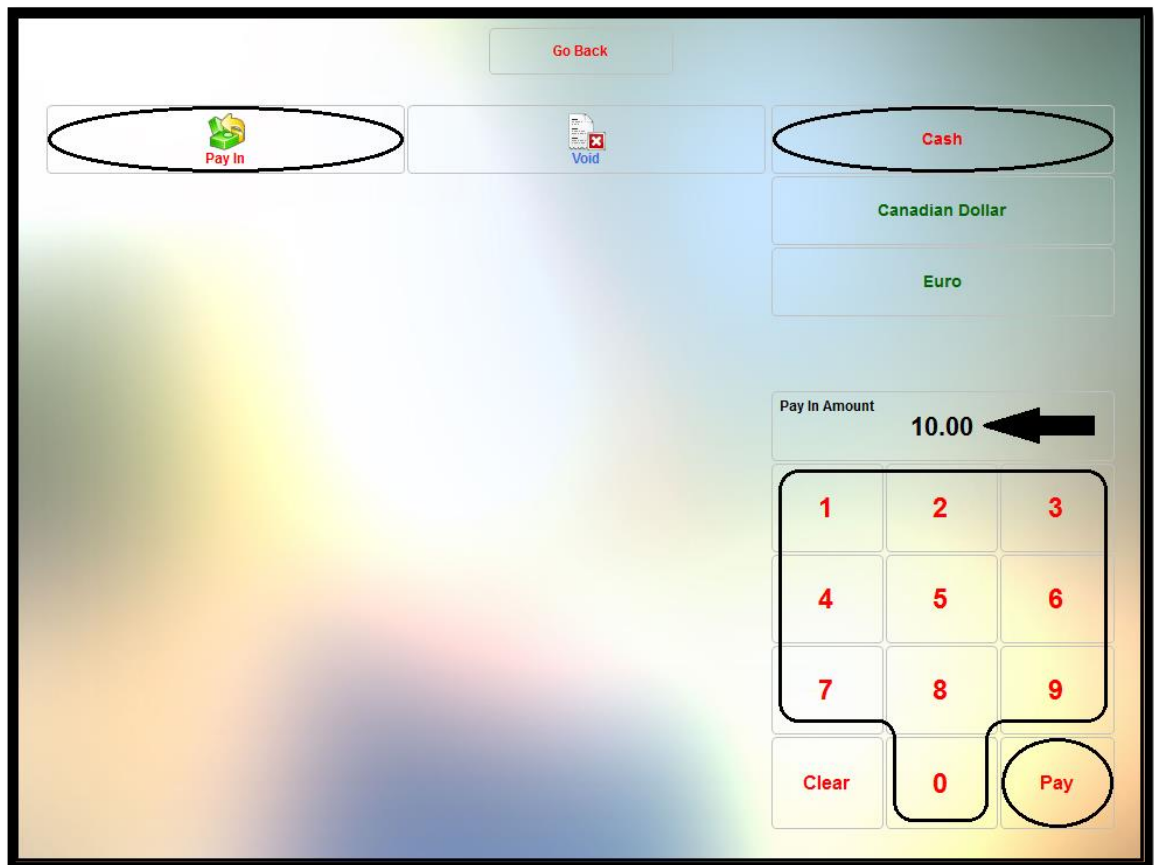 Go Back
Pay In
Void
Cash
Canadian Dollar
Euro
Pay In Amount
10.00
1 2 3
4 5 6
7 8 9
Clear 0 Pay